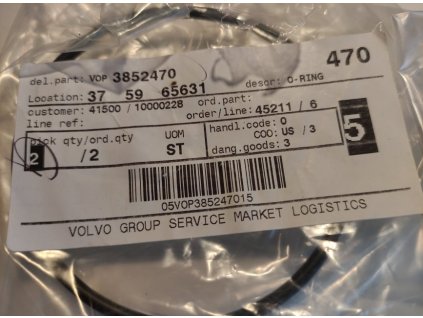 470
del.part: VOP 3852470
descr: O-RING
Location: 37 59 65631
customer: 41500 / 10000228
ord.part:
order/line: 45211 / 6
line ref:
pick qty/ord.qty
UOM
handl.code: 0
COO: US / 3
5
2 /2
ST
dang.goods: 3
05VOP385247015
VOLVO GROUP SERVICE MARKET LOGISTICS